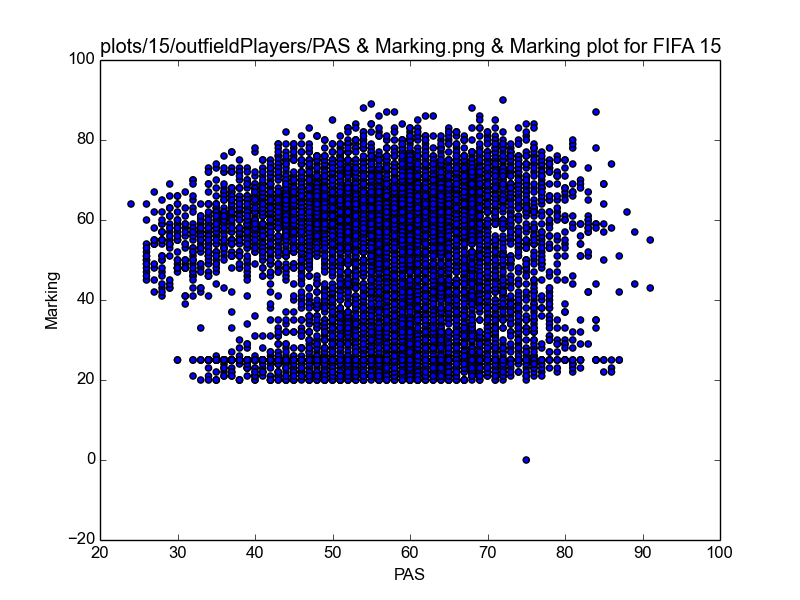 plots/15/outfieldPlayers/PAS & Marking.png & Marking plot for FIFA 15
100
80
60
40
20
0
−20
Marking
20 30 40 50 60 70 80 90 100
PAS